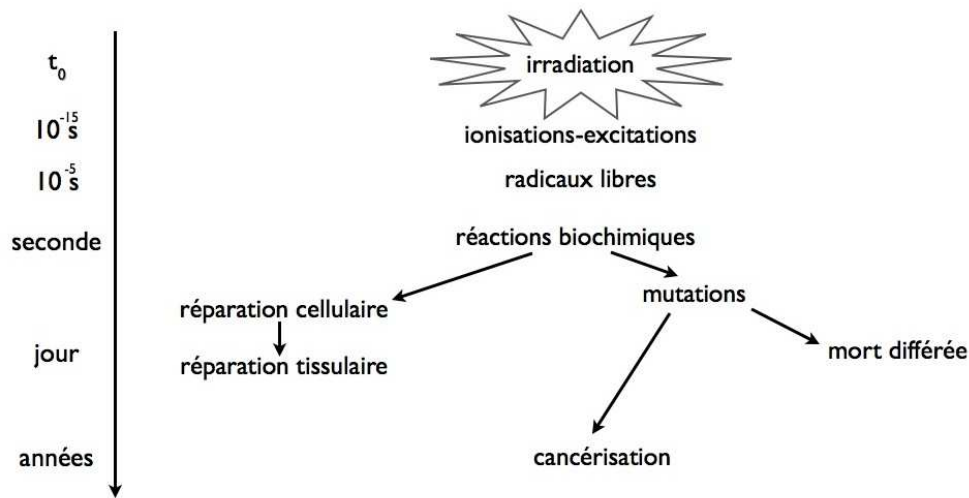 t₀
irradiation
10⁻¹⁵s
ionisations-excitations
10⁻⁵s
radicaux libres
seconde
réactions biochimiques
réparation cellulaire
mutations
jour
réparation tissulaire
mort différée
années
cancérisation